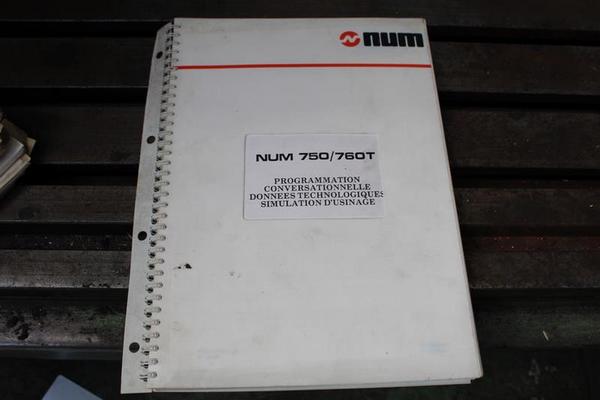 num
NUM 750/760T
PROGRAMMATION
CONVERSATIONNELLE
DONNEES TECHNOLOGIQUES
SIMULATION D'USINAGE